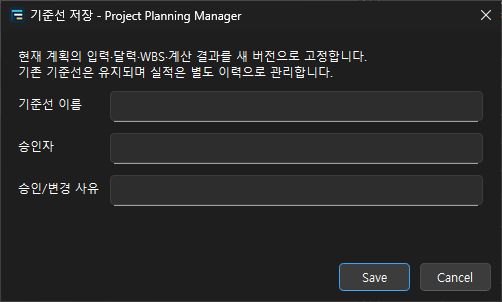 기준선 저장 - Project Planning Manager
현재 계획의 입력·달력·WBS·계산 결과를 새 버전으로 고정합니다.
기존 기준선은 유지되며 실적은 별도 이력으로 관리합니다.
기준선 이름
승인자
승인/변경 사유
Save Cancel